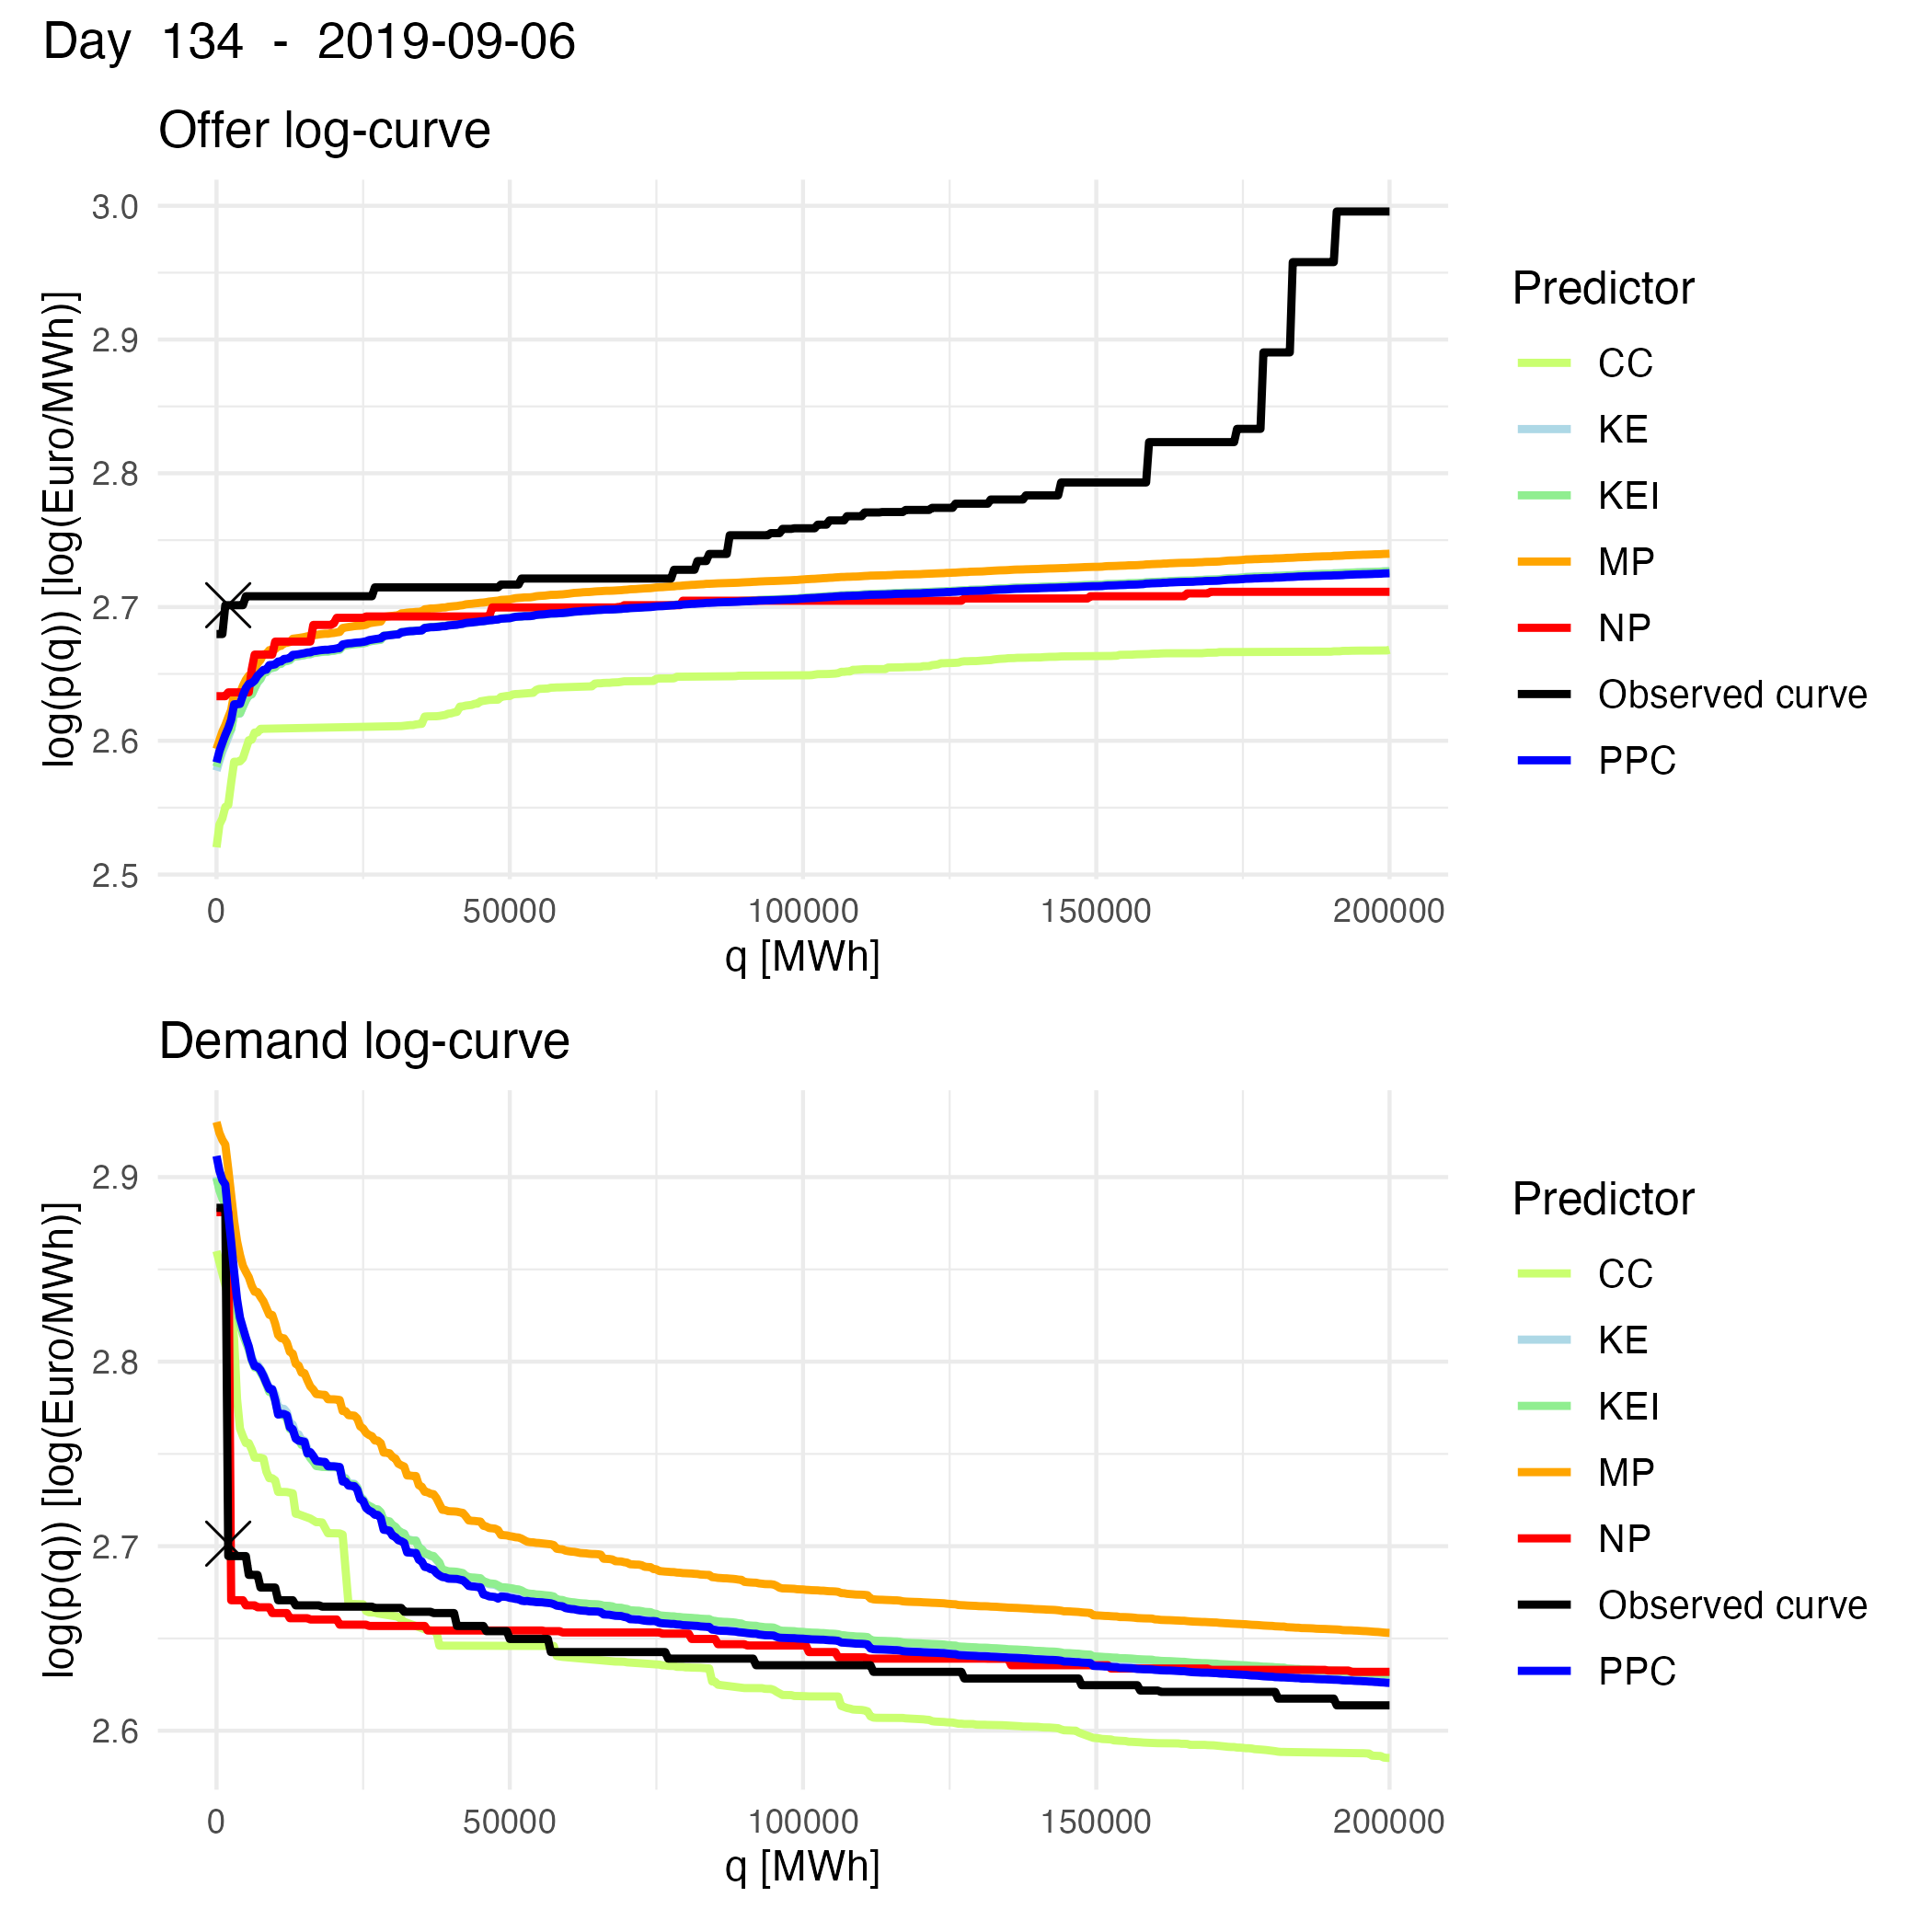 Day 134 - 2019-09-06
Offer log-curve
log(p(q)) [log(Euro/MWh)]
3.0
2.9
2.8
2.7
2.6
2.5
0 50000 100000 150000 200000
q [MWh]
Predictor
CC
KE
KEI
MP
NP
Observed curve
PPC
Demand log-curve
log(p(q)) [log(Euro/MWh)]
2.9
2.8
2.7
2.6
0 50000 100000 150000 200000
q [MWh]
Predictor
CC
KE
KEI
MP
NP
Observed curve
PPC